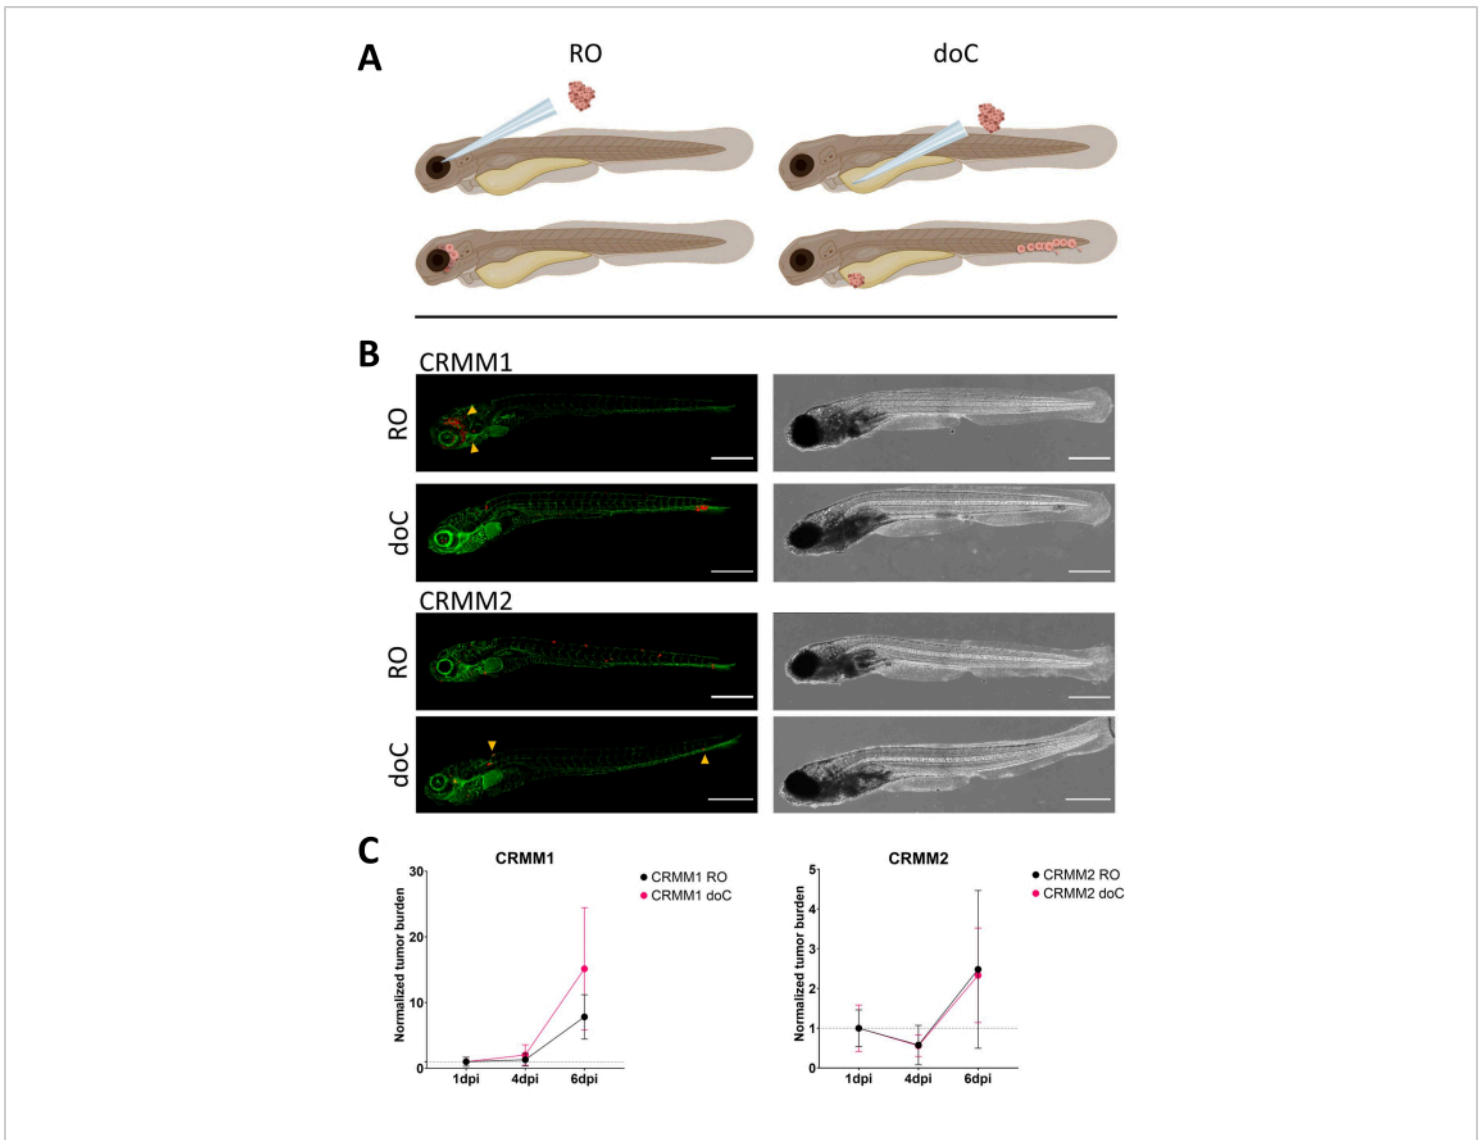 A
RO
doC
B
CRMM1
RO
doC
CRMM2
RO
doC
C
CRMM1
CRMM1 RO
CRMM1 doC
Normalized tumor burden
30
20
10
0
1dpi 4dpi 6dpi
CRMM2
CRMM2 RO
CRMM2 doC
Normalized tumor burden
5
4
3
2
1
0
1dpi 4dpi 6dpi